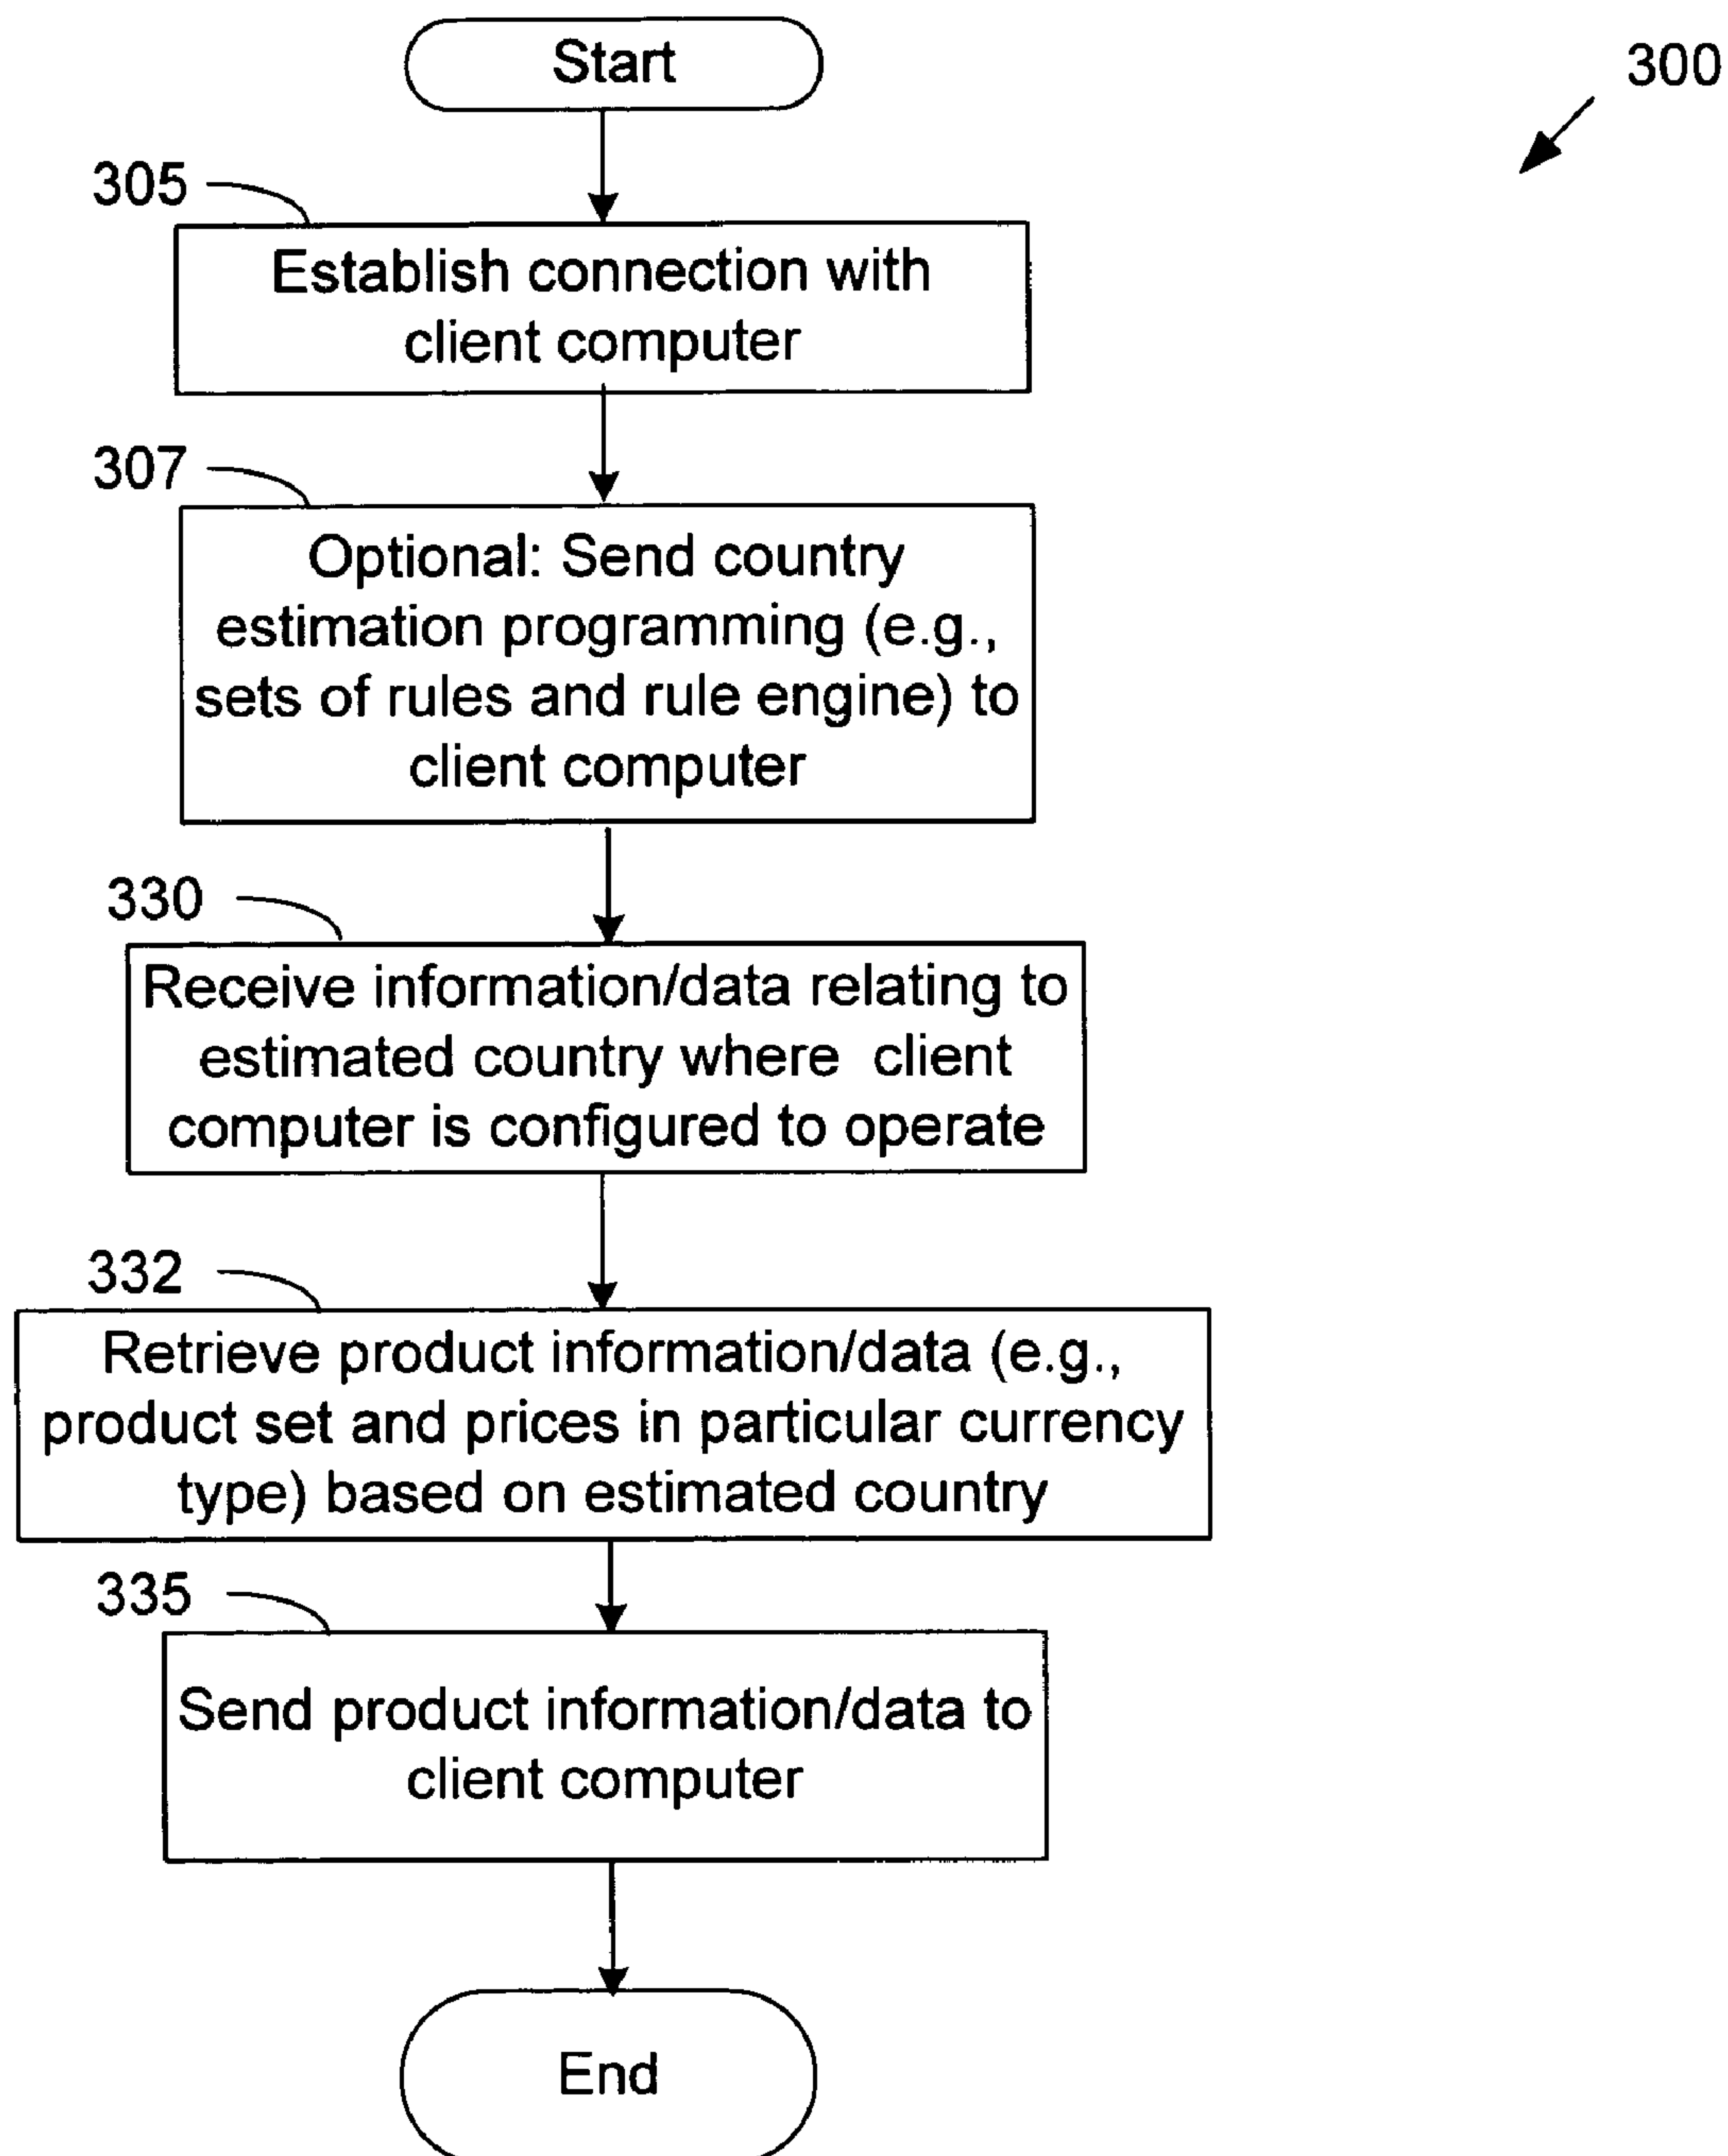 Start
300
305
Establish connection with
client computer
307
Optional: Send country
estimation programming (e.g.,
sets of rules and rule engine) to
client computer
330
Receive information/data relating to
estimated country where client
computer is configured to operate
332
Retrieve product information/data (e.g.,
product set and prices in particular currency
type) based on estimated country
335
Send product information/data to
client computer
End